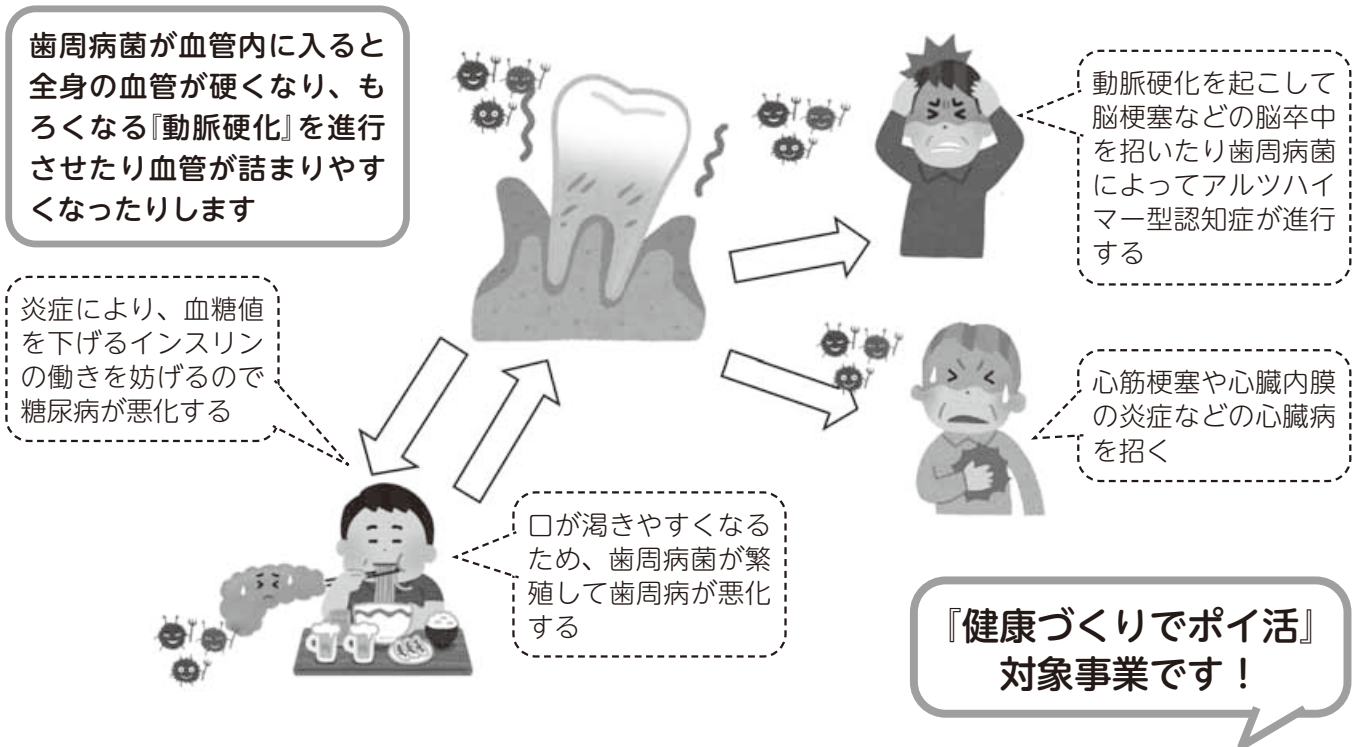 歯周病菌が血管内に入ると
全身の血管が硬くなり、も
ろくなる『動脈硬化』を進行
させたり血管が詰まりやす
くなったりします
動脈硬化を起こして
脳梗塞などの脳卒中
を招いたり歯周病菌
によってアルツハイ
マー型認知症が進行
する
炎症により、血糖値
を下げるインスリン
の働きを妨げるので
糖尿病が悪化する
心筋梗塞や心臓内膜
の炎症などの心臓病
を招く
口が渇きやすくなる
ため、歯周病菌が繁
殖して歯周病が悪化
する
『健康づくりでポイ活』
対象事業です！